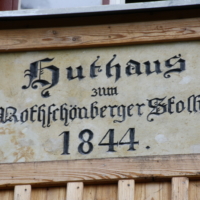 Huthaus
zum
Rothschönberger Stolln
1844.